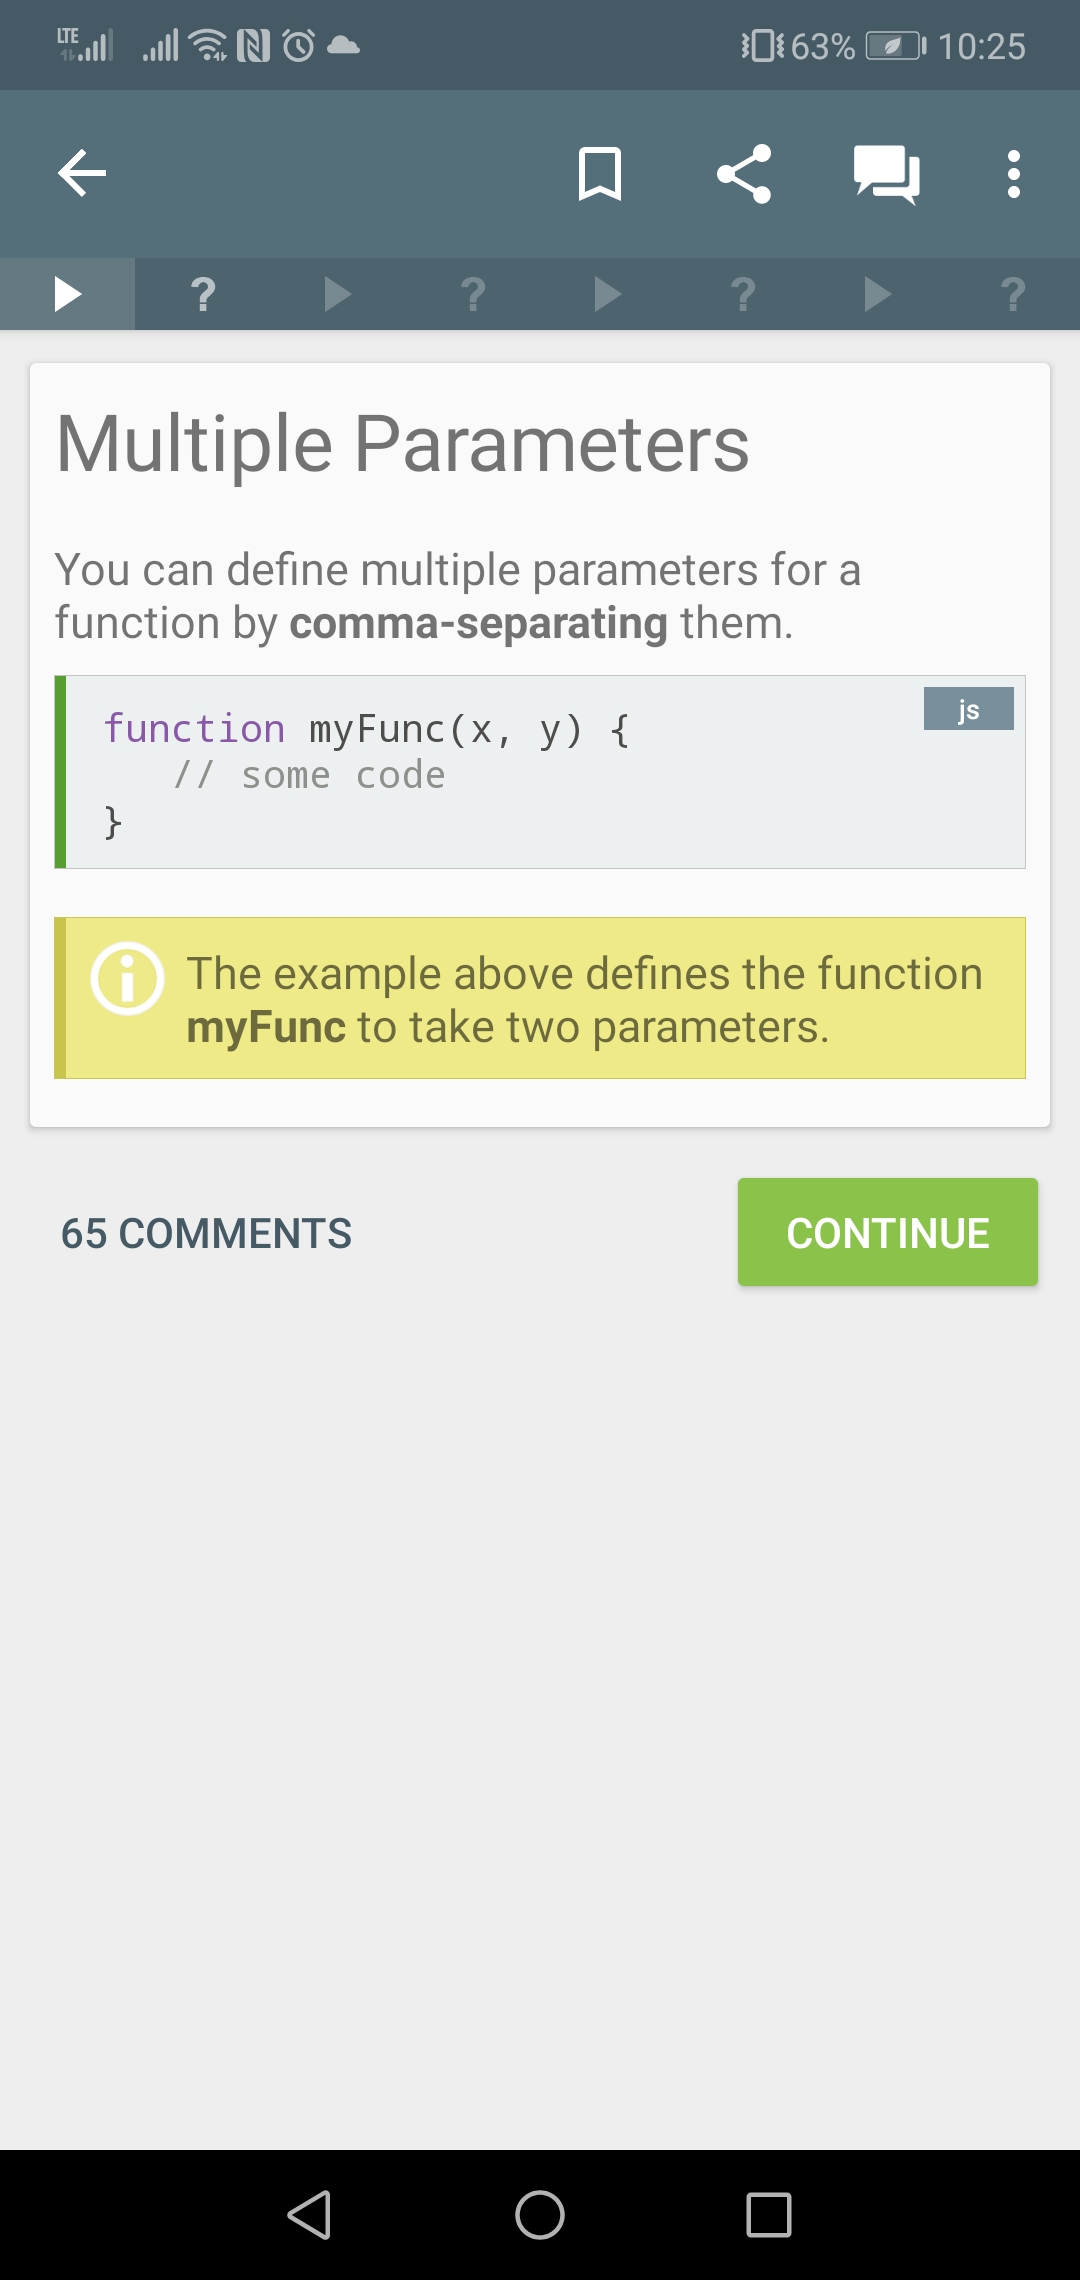 LTE 63% 10:25
? ? ? ?
Multiple Parameters
You can define multiple parameters for a
function by comma-separating them.
js
function myFunc(x, y) {
// some code
}
The example above defines the function
myFunc to take two parameters.
65 COMMENTS CONTINUE